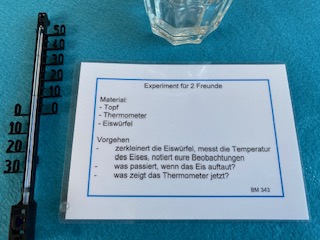 Experiment für 2 Freunde
Material:
- Topf
- Thermometer
- Eiswürfel
Vorgehen
- zerkleinert die Eiswürfel, messt die Temperatur
des Eises, notiert eure Beobachtungen
- was passiert, wenn das Eis auftaut?
- was zeigt das Thermometer jetzt?
BM 343
50
40
30
20
10
0
0
10
20
30